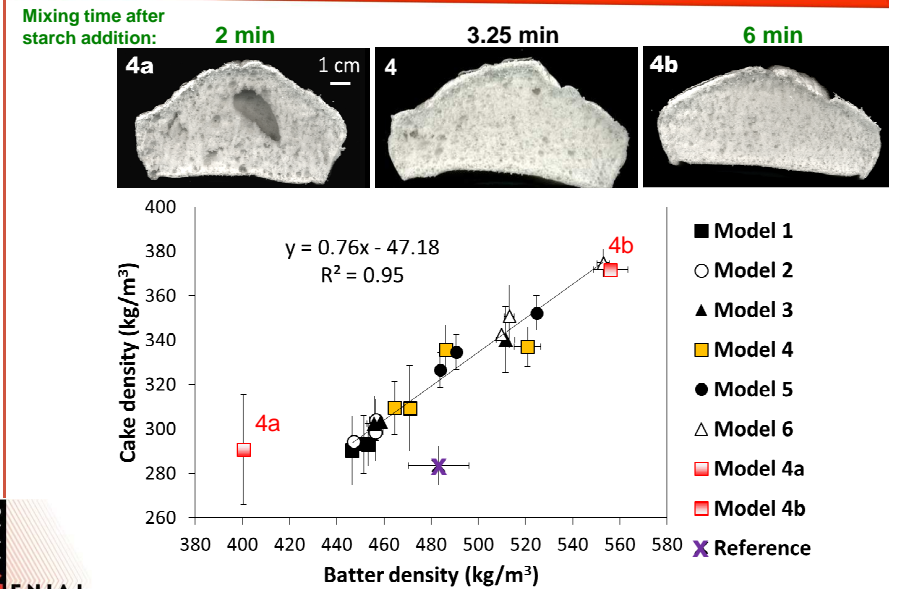 Mixing time after
starch addition:
2 min
3.25 min
6 min
4a
1 cm
4
4b
400
380
360
340
320
300
280
260
y = 0.76x - 47.18
R² = 0.95
4b
4a
Cake density (kg/m³)
380 400 420 440 460 480 500 520 540 560 580
Batter density (kg/m³)
Model 1
Model 2
Model 3
Model 4
Model 5
Model 6
Model 4a
Model 4b
Reference